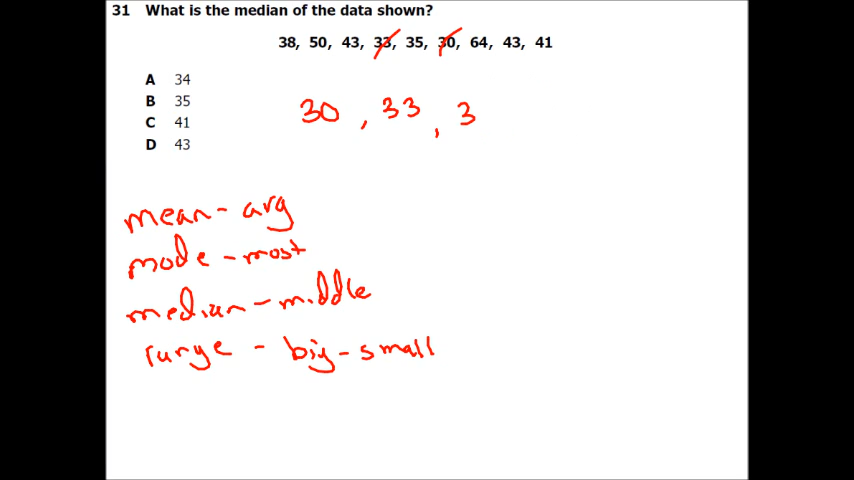 31 What is the median of the data shown?
38, 50, 43, 33, 35, 30, 64, 43, 41
A 34
B 35
C 41
D 43
30 , 33 , 3
mean - avg
mode - most
median - middle
range - big - small